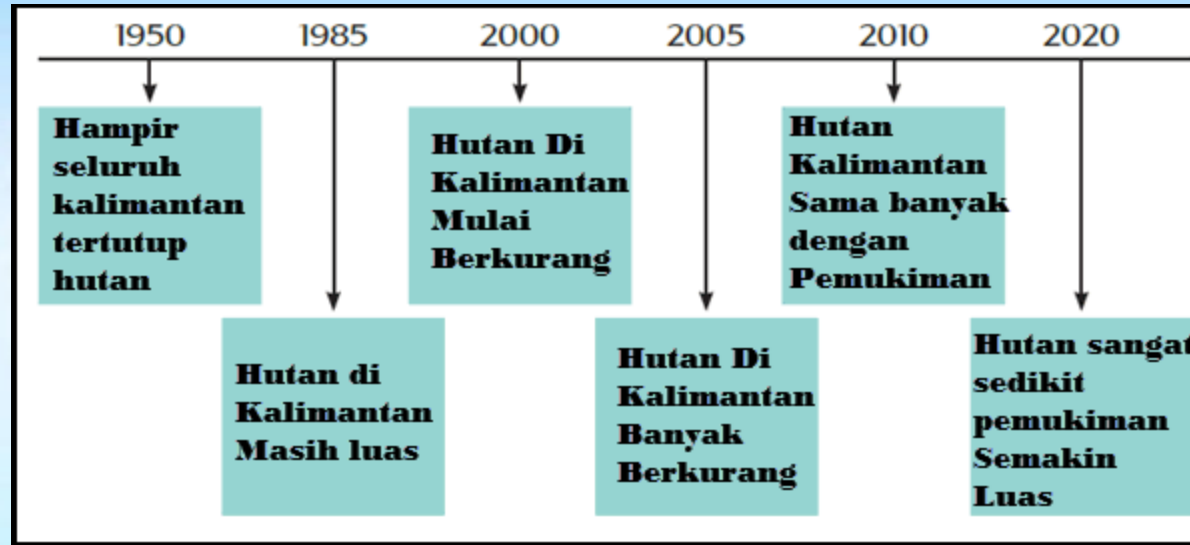 1950 1985 2000 2005 2010 2020
Hampir
seluruh
kalimantan
tertutup
hutan
Hutan di
Kalimantan
Masih luas
Hutan Di
Kalimantan
Mulai
Berkurang
Hutan Di
Kalimantan
Banyak
Berkurang
Hutan
Kalimantan
Sama banyak
dengan
Pemukiman
Hutan sangat
sedikit
pemukiman
Semakin
Luas